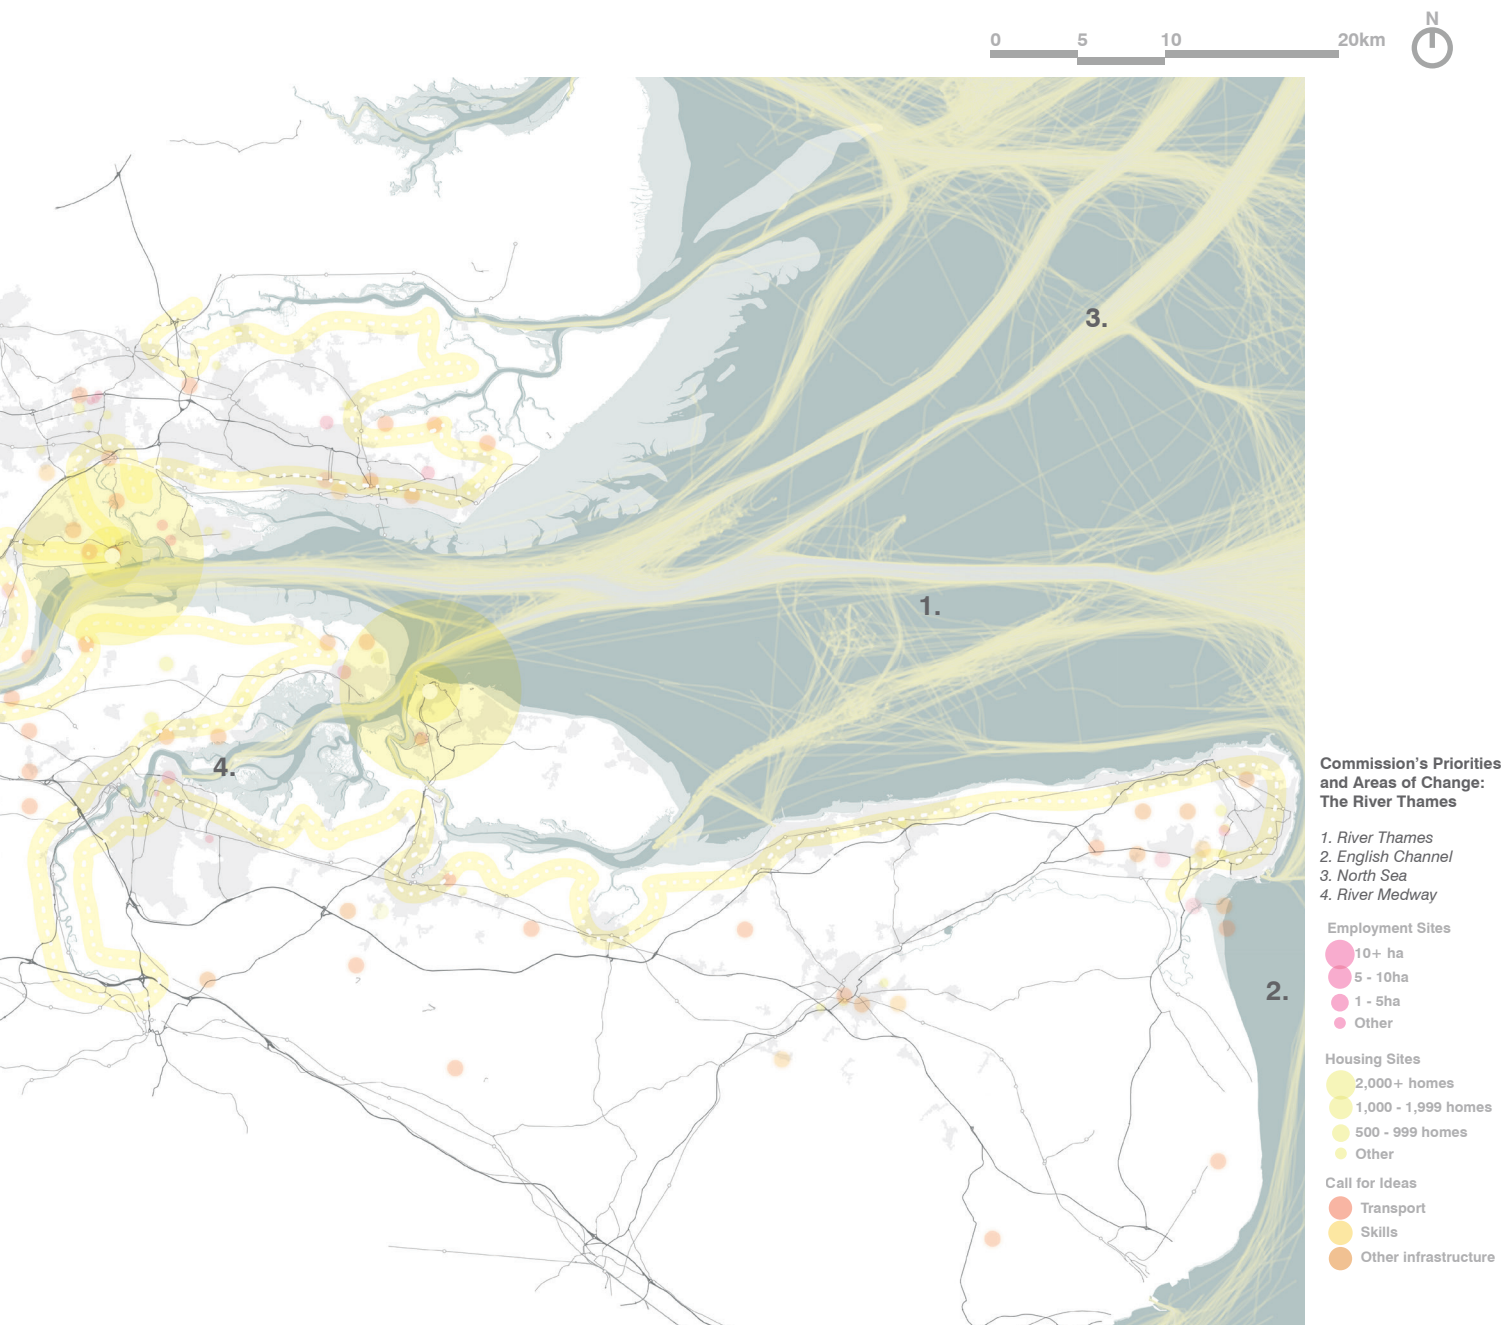 0 5 10 20km
N
3.
1.
4.
2.
Commission’s Priorities
and Areas of Change:
The River Thames
1. River Thames
2. English Channel
3. North Sea
4. River Medway
Employment Sites
10+ ha
5 - 10ha
1 - 5ha
Other
Housing Sites
2,000+ homes
1,000 - 1,999 homes
500 - 999 homes
Other
Call for Ideas
Transport
Skills
Other infrastructure